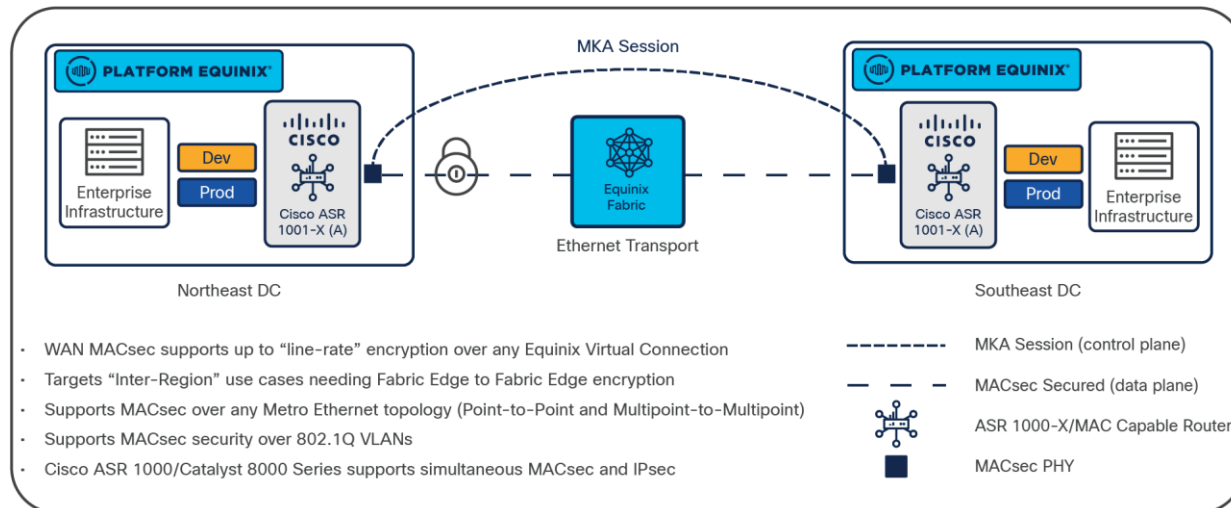 MKA Session
PLATFORM EQUINIX®
PLATFORM EQUINIX®
CISCO
CISCO
Dev
Dev
Prod
Prod
Enterprise
Infrastructure
Cisco ASR
1001-X (A)
Equinix
Fabric
Cisco ASR
1001-X (A)
Enterprise
Infrastructure
Ethernet Transport
Northeast DC
Southeast DC
· WAN MACsec supports up to “line-rate” encryption over any Equinix Virtual Connection
· Targets “Inter-Region” use cases needing Fabric Edge to Fabric Edge encryption
· Supports MACsec over any Metro Ethernet topology (Point-to-Point and Multipoint-to-Multipoint)
· Supports MACsec security over 802.1Q VLANs
· Cisco ASR 1000/Catalyst 8000 Series supports simultaneous MACsec and IPsec
MKA Session (control plane)
MACsec Secured (data plane)
ASR 1000-X/MAC Capable Router
MACsec PHY